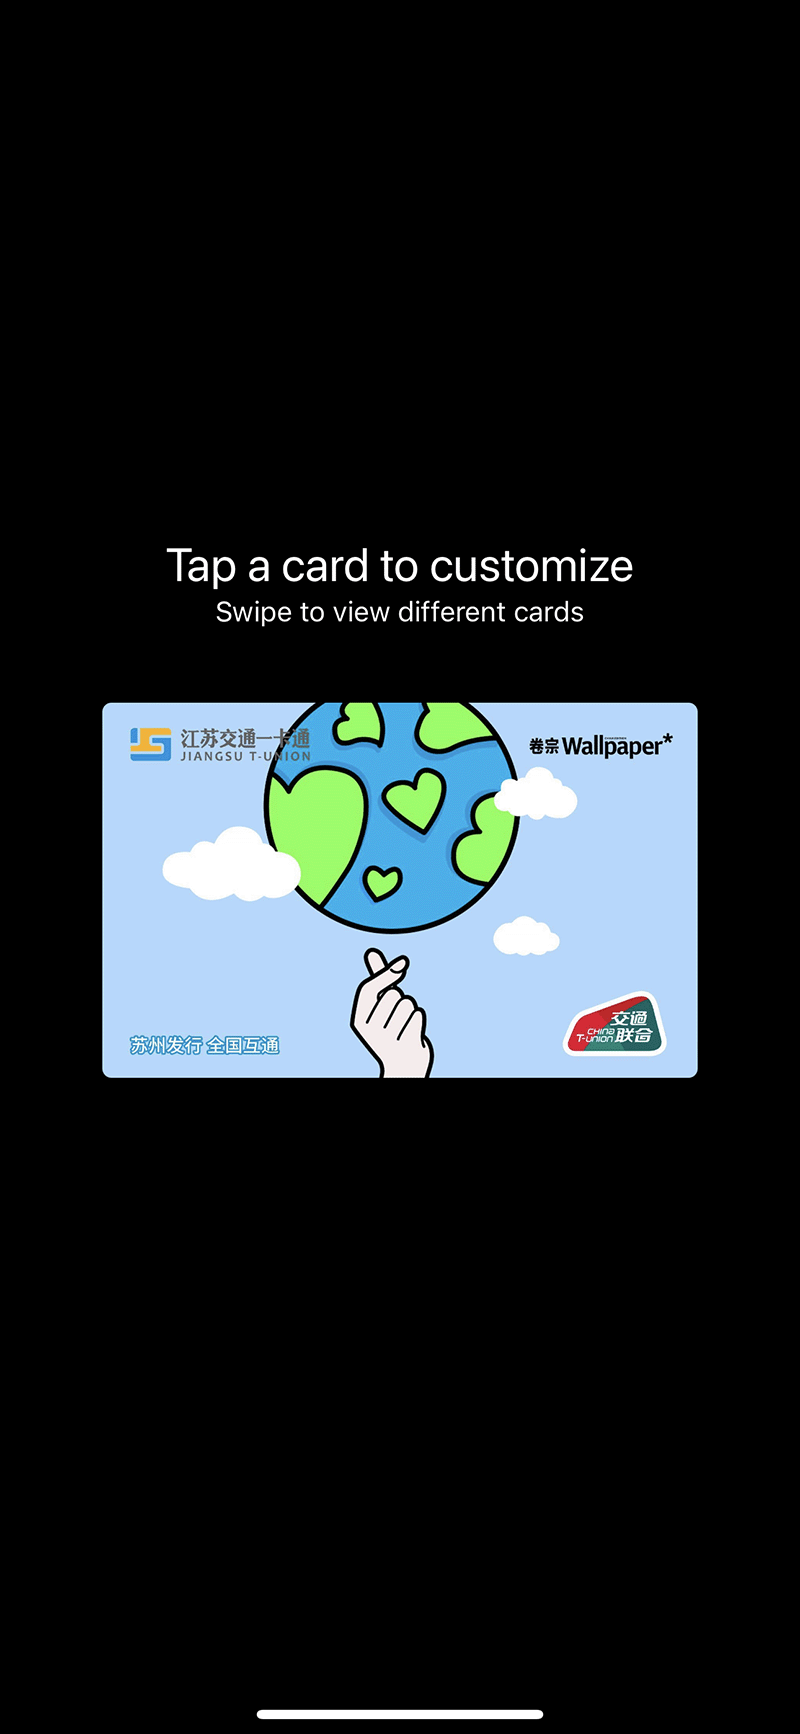 Tap a card to customize
Swipe to view different cards
江苏交通一卡通
JIANGSU T-UNION
卷宗 Wallpaper*
苏州发行 全国互通
交通
CHINA
T-UNION 联合